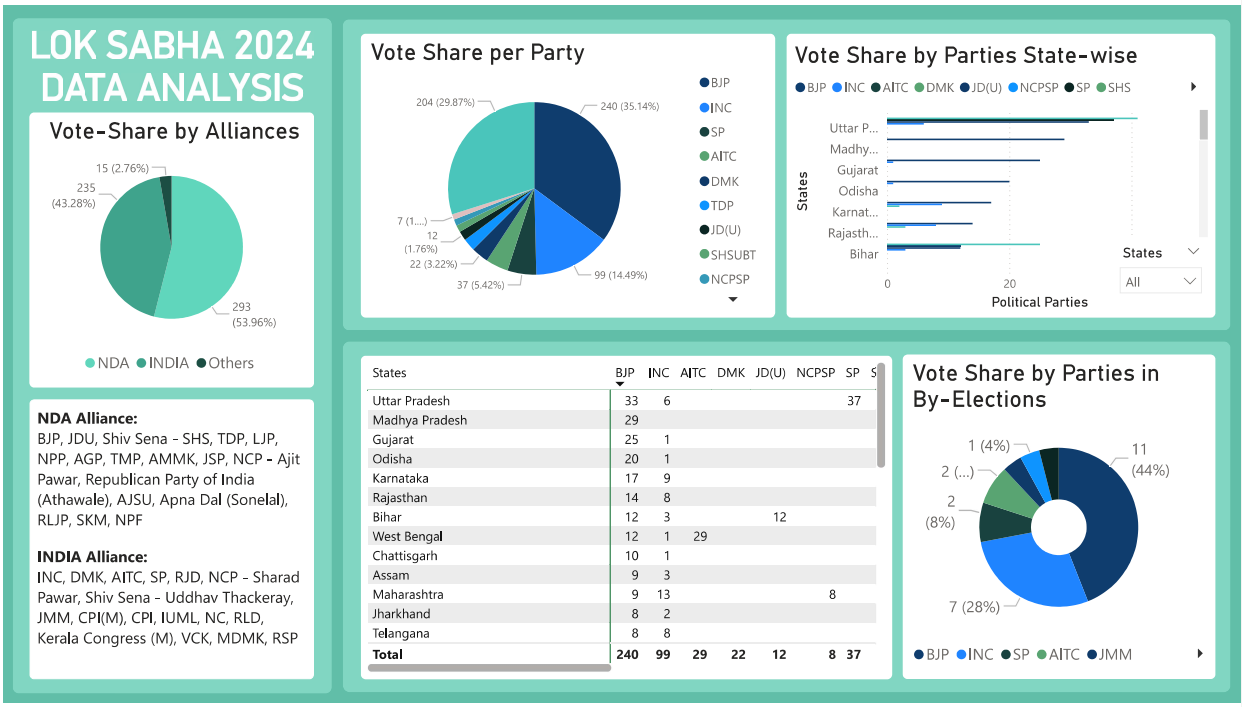 LOK SABHA 2024
DATA ANALYSIS
Vote-Share by Alliances
15 (2.76%)
235
(43.28%)
293
(53.96%)
NDA INDIA Others
NDA Alliance:
BJP, JDU, Shiv Sena - SHS, TDP, LJP,
NPP, AGP, TMP, AMMK, JSP, NCP - Ajit
Pawar, Republican Party of India
(Athawale), AJSU, Apna Dal (Sonelal),
RLJP, SKM, NPF
INDIA Alliance:
INC, DMK, AITC, SP, RJD, NCP - Sharad
Pawar, Shiv Sena - Uddhav Thackeray,
JMM, CPI(M), CPI, IUML, NC, RLD,
Kerala Congress (M), VCK, MDMK, RSP
Vote Share per Party
204 (29.87%)
240 (35.14%)
7 (1....)
12
(1.76%)
22 (3.22%)
37 (5.42%)
99 (14.49%)
BJP
INC
SP
AITC
DMK
TDP
JD(U)
SHSUBT
NCPSP
Vote Share by Parties State-wise
BJP INC AITC DMK JD(U) NCPSP SP SHS
States
Uttar P...
Madhy...
Gujarat
Odisha
Karnat...
Rajasth...
Bihar
0 20
Political Parties
States
All
States BJP INC AITC DMK JD(U) NCPSP SP S
Uttar Pradesh 33 6 37
Madhya Pradesh 29
Gujarat 25 1
Odisha 20 1
Karnataka 17 9
Rajasthan 14 8
Bihar 12 3 12
West Bengal 12 1 29
Chattisgarh 10 1
Assam 9 3
Maharashtra 9 13 8
Jharkhand 8 2
Telangana 8 8
Total 240 99 29 22 12 8 37
Vote Share by Parties in
By-Elections
1 (4%)
11
(44%)
2 (...)
2
(8%)
7 (28%)
BJP INC SP AITC JMM